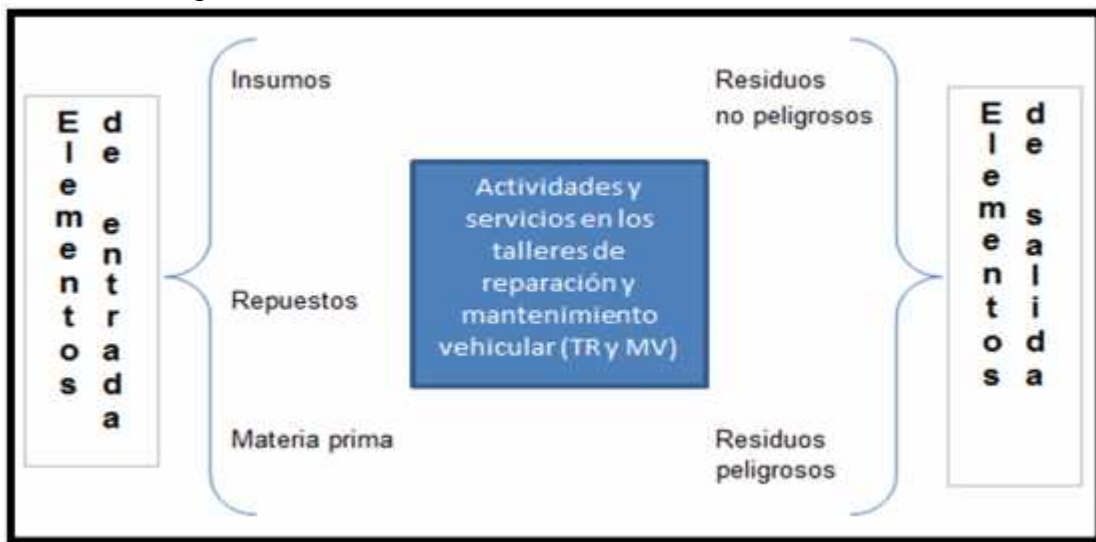 Elementos
de entrada
Insumos
Repuestos
Materia prima
Actividades y
servicios en los
talleres de
reparación y
mantenimiento
vehicular (TR y MV)
Residuos
no peligrosos
Residuos
peligrosos
Elementos
de salida